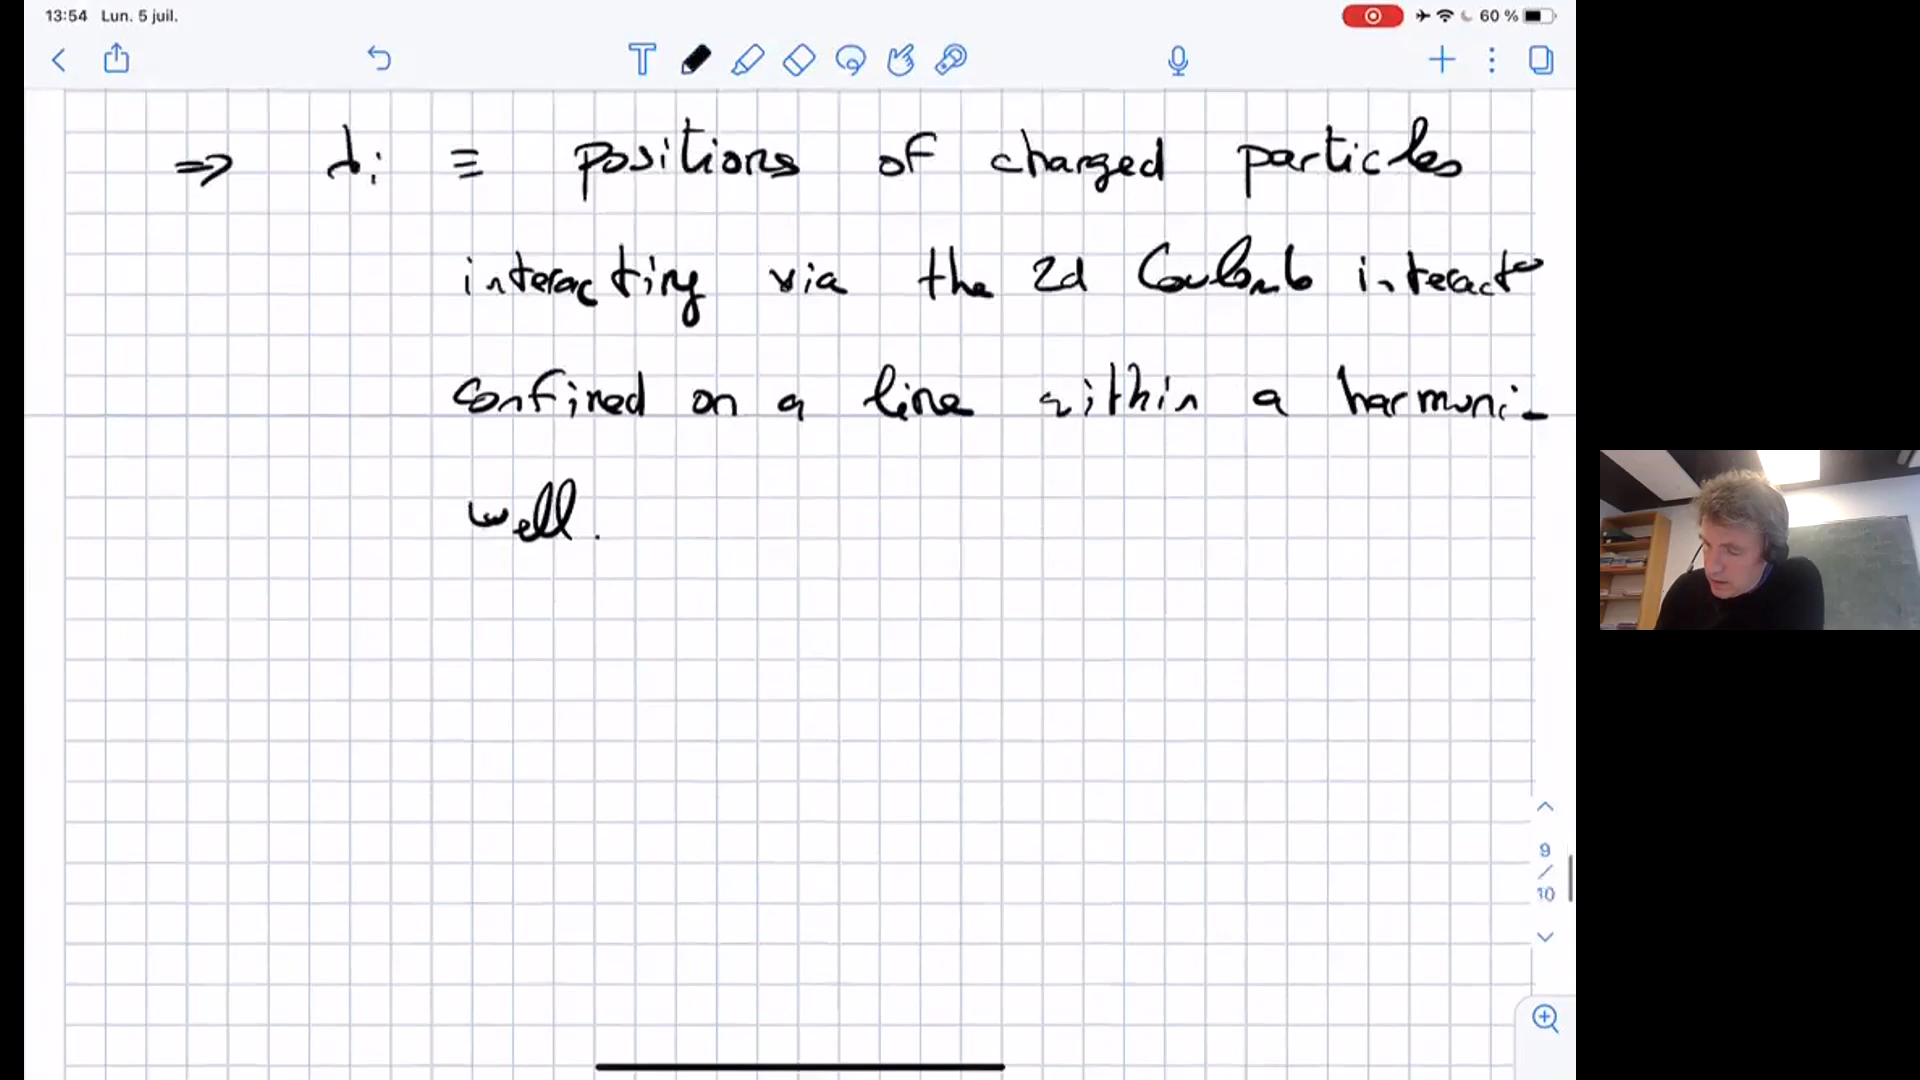 13:54 Lun. 5 juil.
60 %
⇒ λi ≡ positions of charged particles
interacting via the 2d Coulomb interact°
confined on a line within a harmonic
well.
9
/
10